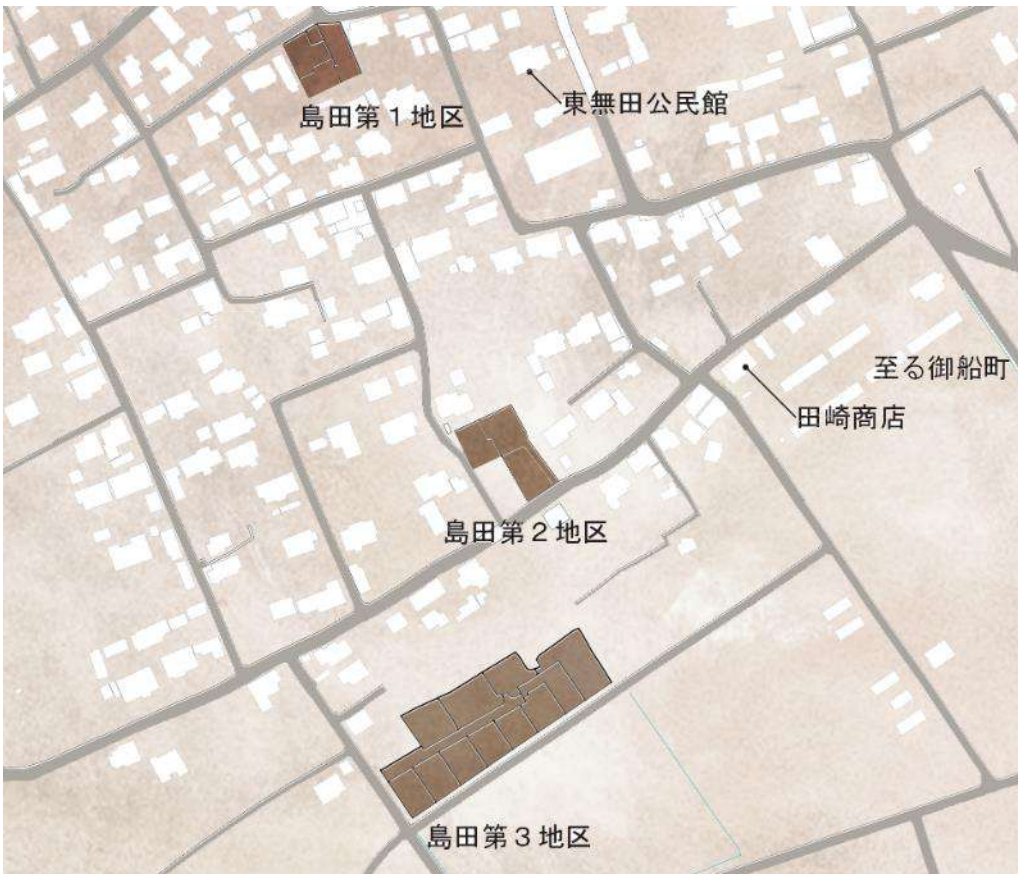 東無田公民館
島田第１地区
至る御船町
田崎商店
島田第２地区
島田第３地区